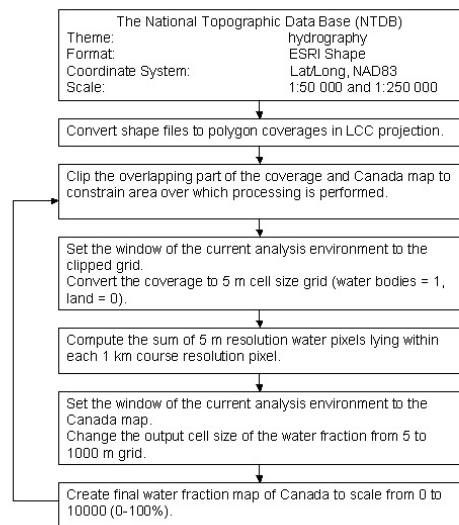 The National Topographic Data Base (NTDB)
Theme: hydrography
Format: ESRI Shape
Coordinate System: Lat/Long, NAD83
Scale: 1:50 000 and 1:250 000
Convert shape files to polygon coverages in LCC projection.
Clip the overlapping part of the coverage and Canada map to
constrain area over which processing is performed.
Set the window of the current analysis environment to the
clipped grid.
Convert the coverage to 5 m cell size grid (water bodies = 1,
land = 0).
Compute the sum of 5 m resolution water pixels lying within
each 1 km course resolution pixel.
Set the window of the current analysis environment to the
Canada map.
Change the output cell size of the water fraction from 5 to
1000 m grid.
Create final water fraction map of Canada to scale from 0 to
10000 (0-100%).